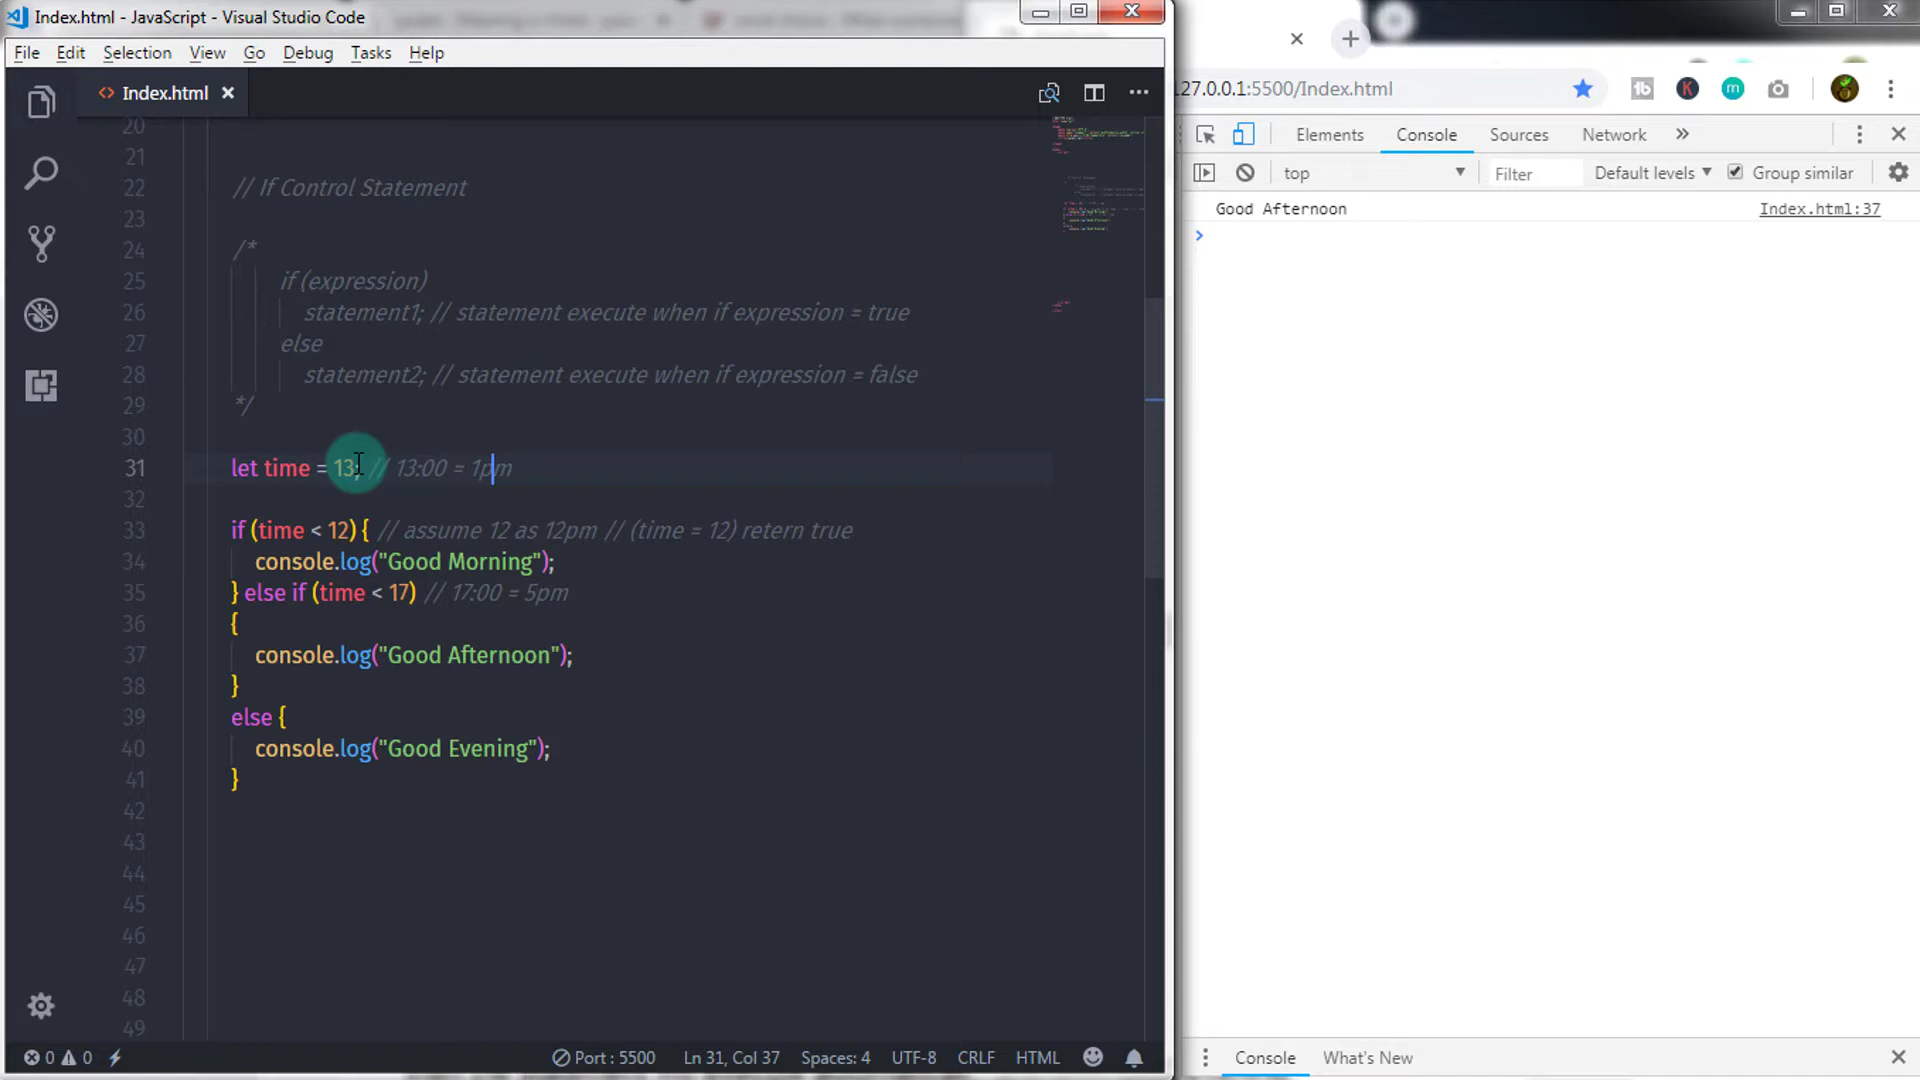 Index.html - JavaScript - Visual Studio Code
File Edit Selection View Go Debug Tasks Help
Index.html
20
21
22 // If Control Statement
23
24 /*
25 if (expression)
26 statement1; // statement execute when if expression = true
27 else
28 statement2; // statement execute when if expression = false
29 */
30
31 let time = 13; // 13:00 = 1pm
32
33 if (time < 12) { // assume 12 as 12pm // (time = 12) retern true
34 console.log("Good Morning");
35 } else if (time < 17) // 17:00 = 5pm
36 {
37 console.log("Good Afternoon");
38 }
39 else {
40 console.log("Good Evening");
41 }
42
43
44
45
46
47
48
49
0 0 Port : 5500 Ln 31, Col 37 Spaces: 4 UTF-8 CRLF HTML
127.0.0.1:5500/Index.html
Elements Console Sources Network
top Filter Default levels Group similar
Good Afternoon Index.html:37
Console What's New